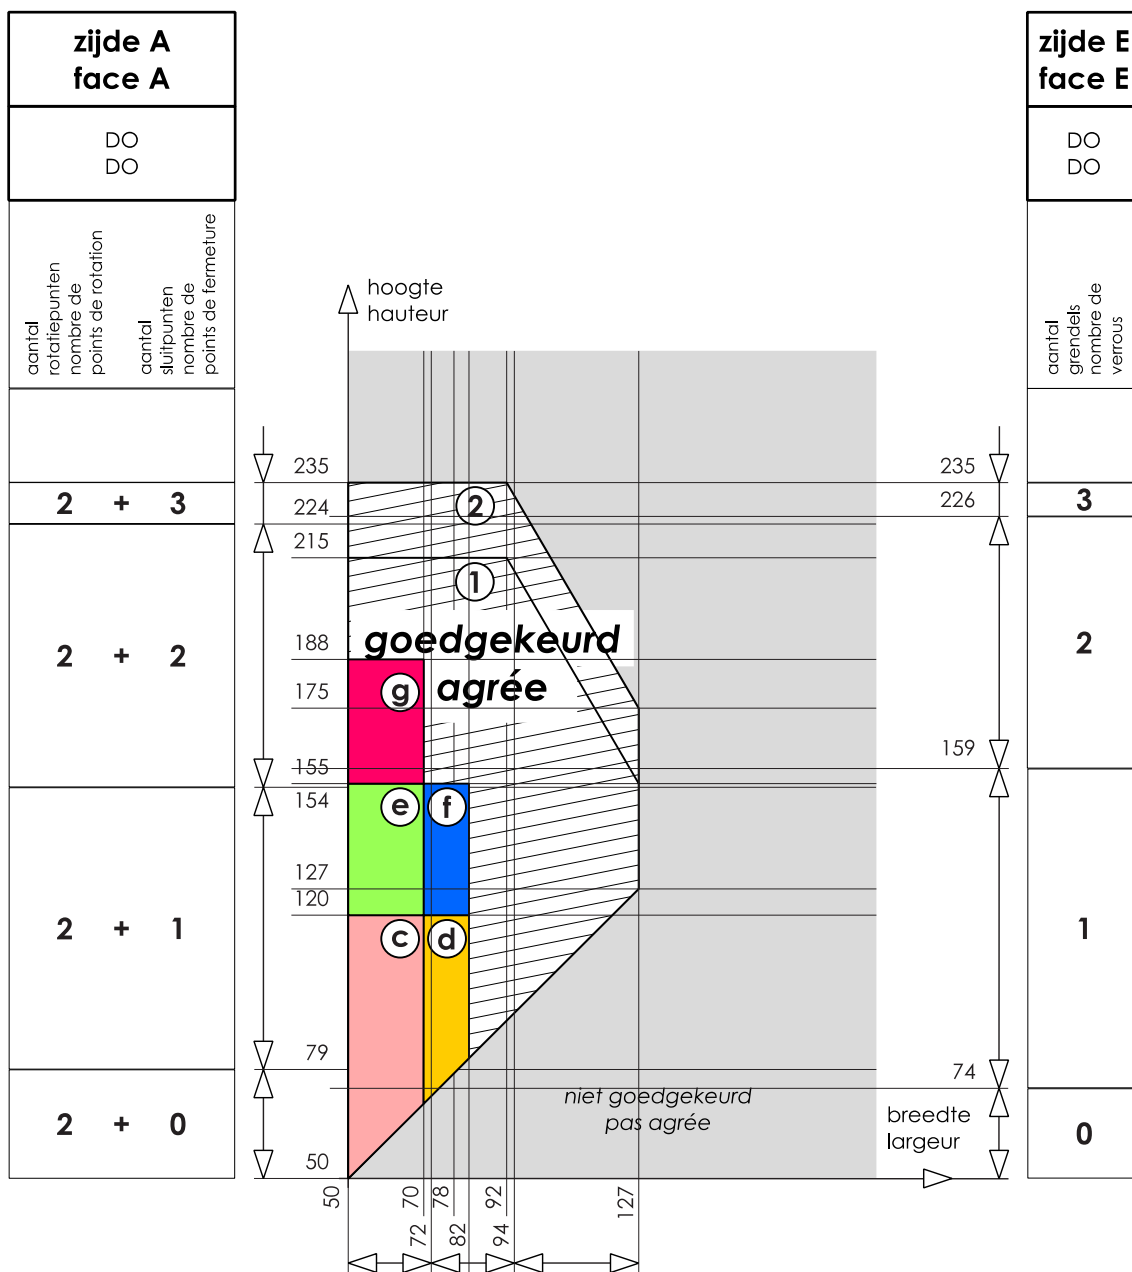 zijde A
face A
DO
DO
aantal
rotatiepunten
nombre de
points de rotation
aantal
sluitpunten
nombre de
points de fermeture
2 + 3
2 + 2
2 + 1
2 + 0
hoogte
hauteur
235
224
215
188
175
155
154
127
120
79
50
2
1
goedgekeurd
agrée
g
e
f
c
d
niet goedgekeurd
pas agrée
breedte
largeur
50
70
72
78
82
92
94
127
235
226
159
74
zijde E
face E
DO
DO
aantal
grendels
nombre de
verrous
3
2
1
0